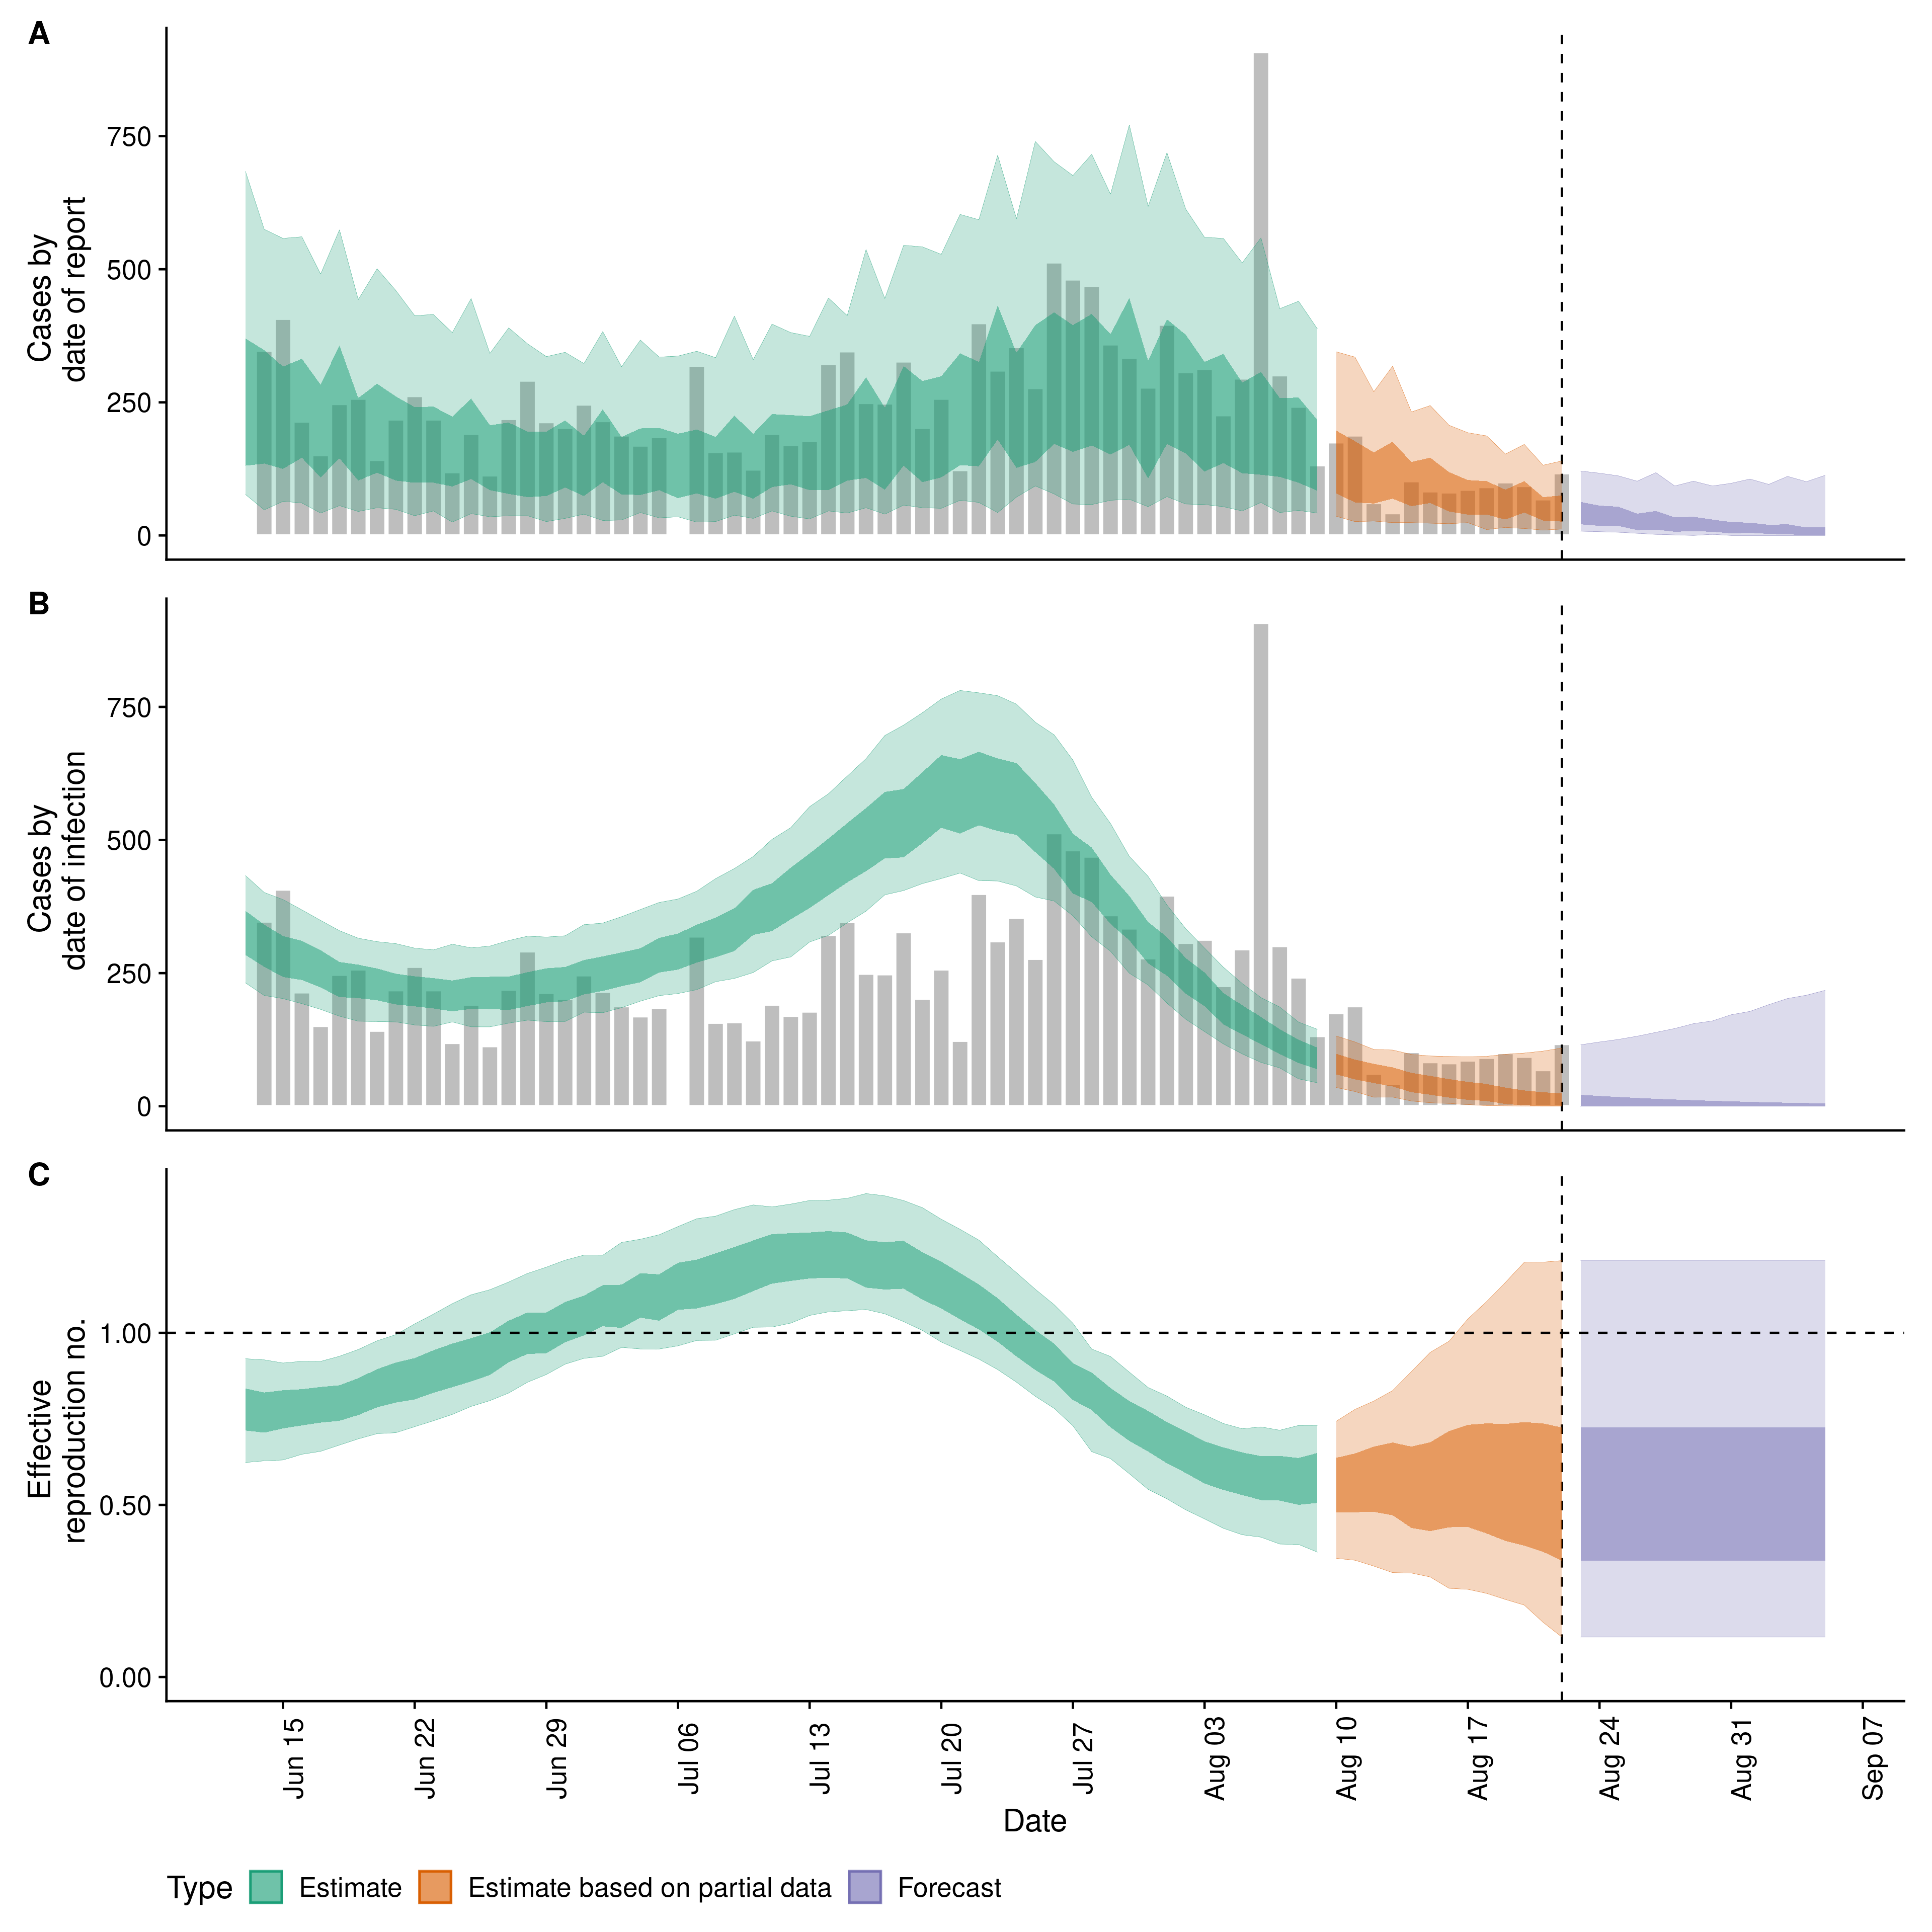 A
Cases by
date of report
750
500
250
0
B
Cases by
date of infection
750
500
250
0
C
Effective
reproduction no.
1.00
0.50
0.00
Jun 15
Jun 22
Jun 29
Jul 06
Jul 13
Jul 20
Jul 27
Aug 03
Aug 10
Aug 17
Aug 24
Aug 31
Sep 07
Date
Type Estimate Estimate based on partial data Forecast